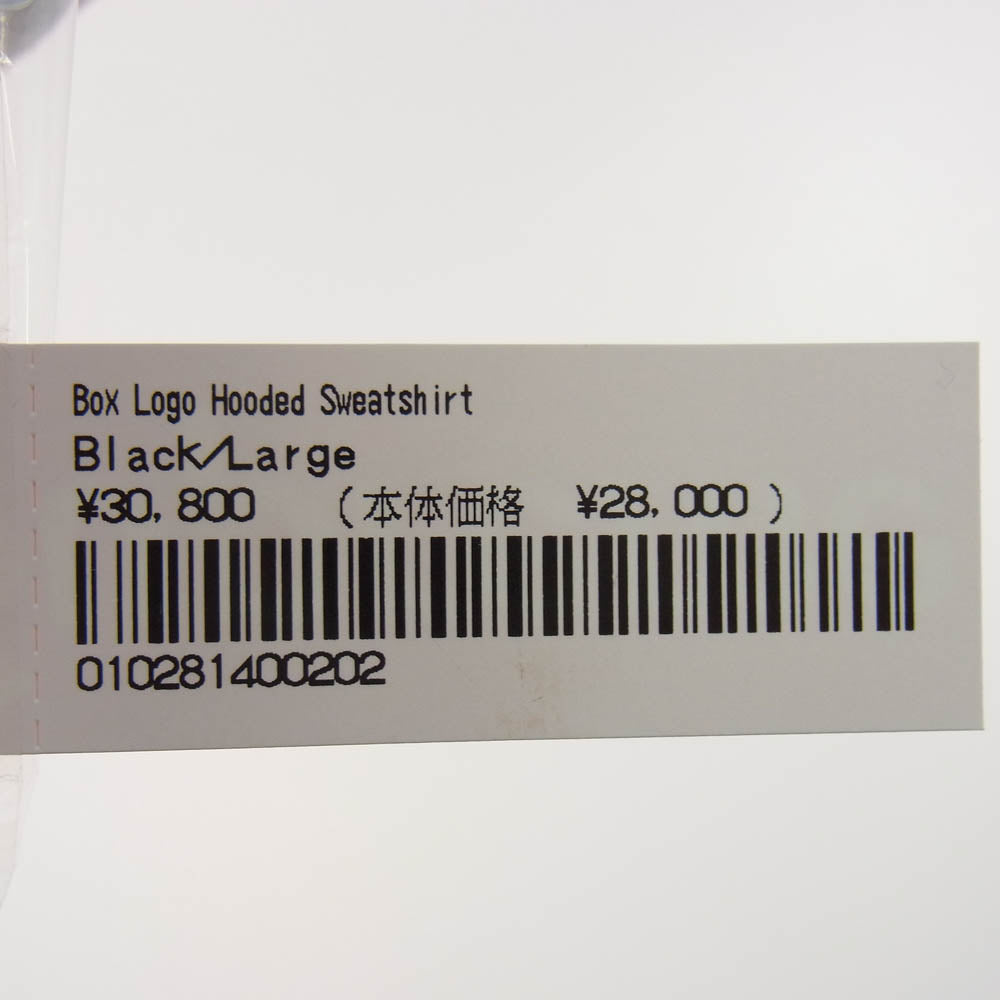 Box Logo Hooded Sweatshirt
Black/Large
¥30,800 (本体価格 ¥28,000)
010281400202